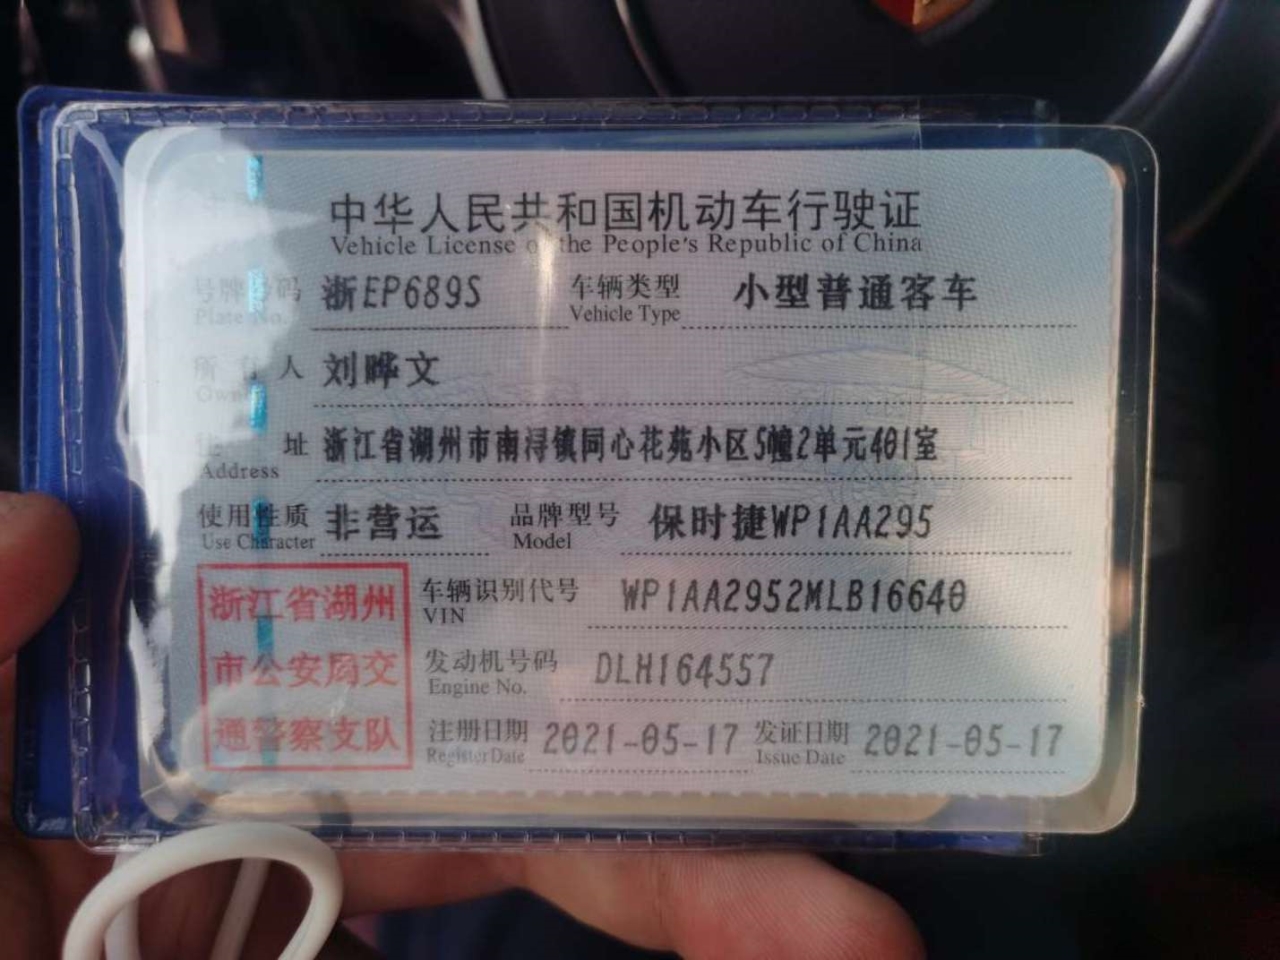 中华人民共和国机动车行驶证
Vehicle License of the People's Republic of China
号牌号码 浙EP689S 车辆类型 小型普通客车
Plate No. Vehicle Type
所有人 刘晔文
Owner
住址 浙江省湖州市南浔镇同心花苑小区5幢2单元401室
Address
使用性质 非营运 品牌型号 保时捷WP1AA295
Use Character Model
浙江省湖州
市公安局交
通警察支队
车辆识别代号 WP1AA2952MLB16640
VIN
发动机号码 DLH164557
Engine No.
注册日期 2021-05-17 发证日期 2021-05-17
Register Date Issue Date